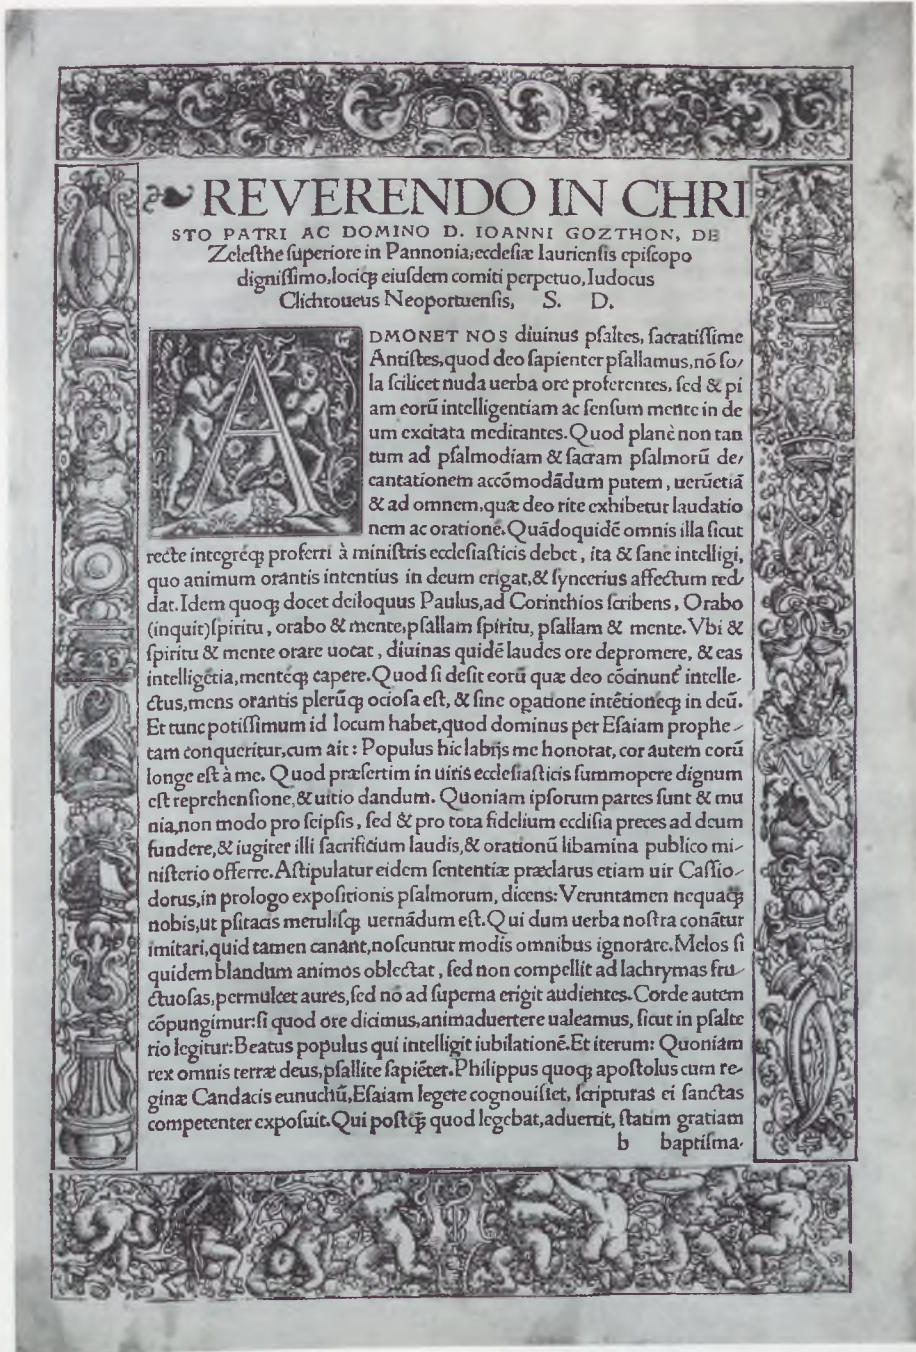 REVERENDO IN CHRI
STO PATRI AC DOMINO D. IOANNI GOZTHON, DE
Zeleſthe ſuperiore in Pannonia; eccleſiæ Iaurienſis epiſcopo
digniſſimo, lociq̃; eiuſdem comiti perpetuo, Iudocus
Clichtoueus Neoportuenſis, S. D.
ADMONET NOS diuinus pſaltes, ſacratiſſime
Antiſtes, quod deo ſapienter pſallamus, nõ ſo/
la ſcilicet nuda uerba ore proferentes, ſed & pi
am eorũ intelligentiam ac ſenſum mente in de
um excitata meditantes. Quod planè non tan
tum ad pſalmodiam & ſacram pſalmorũ de/
cantationem accõmodãdum putem, uerũetiã
& ad omnem, quæ deo rite exhibetur laudatio
nem ac orationẽ. Quãdoquidẽ omnis illa ſicut
recte integréq; proferri à miniſtris eccleſiaſticis debet, ita & ſane intelligi,
quo animum orantis intentius in deum erigat, & ſyncerius affectum red/
dat. Idem quoq; docet deiloquus Paulus, ad Corinthios ſcribens, Orabo
(inquit) ſpiritu, orabo & mente, pſallam ſpiritu, pſallam & mente. Vbi &
ſpiritu & mente orare uocat, diuinas quidẽ laudes ore depromere, & eas
intelligẽtia, mentéq; capere. Quod ſi deſit eorũ quæ deo cõcinunt̃ intelle-
ctus, mens orantis plerũq; ocioſa eſt, & ſine oꝑatione intẽtioneq; in deũ.
Et tunc potiſſimum id locum habet, quod dominus per Eſaiam prophe-
tam conqueritur, cum ait: Populus hic labijs me honorat, cor autem eorũ
longe eſt à me. Quod præſertim in uiris eccleſiaſticis ſummopere dignum
eſt reprehenſione, & uitio dandum. Quoniam ipſorum partes ſunt & mu
nia, non modo pro ſeipſis, ſed & pro tota fidelium eccliſia preces ad deum
fundere, & iugiter illi ſacrificium laudis, & orationũ libamina publico mi-
niſterio offerre. Aſtipulatur eidem ſententiæ præclarus etiam uir Caſſio-
dorus, in prologo expoſitionis pſalmorum, dicens: Veruntamen nequaq̃;
nobis, ut pſitacis meruliſq; uernãdum eſt. Qui dum uerba noſtra conãtur
imitari, quid tamen canant, noſcuntur modis omnibus ignorare. Melos ſi
quidem blandum animos oblectat, ſed non compellit ad lachrymas fru-
ctuoſas, permulcet aures, ſed nõ ad ſuperna erigit audientes. Corde autem
cõpungimur: ſi quod ore dicimus, animaduertere ualeamus, ſicut in pſalte
rio legitur: Beatus populus qui intelligit iubilationẽ. Et iterum: Quoniam
rex omnis terræ deus, pſallite ſapiẽter. Philippus quoq; apoſtolus cum re-
ginæ Candacis eunuchũ, Eſaiam legere cognouiſſet, ſcripturas ei ſanctas
competenter expoſuit. Qui poſtq̃; quod legebat, aduertit, ſtatim gratiam
b baptiſma-